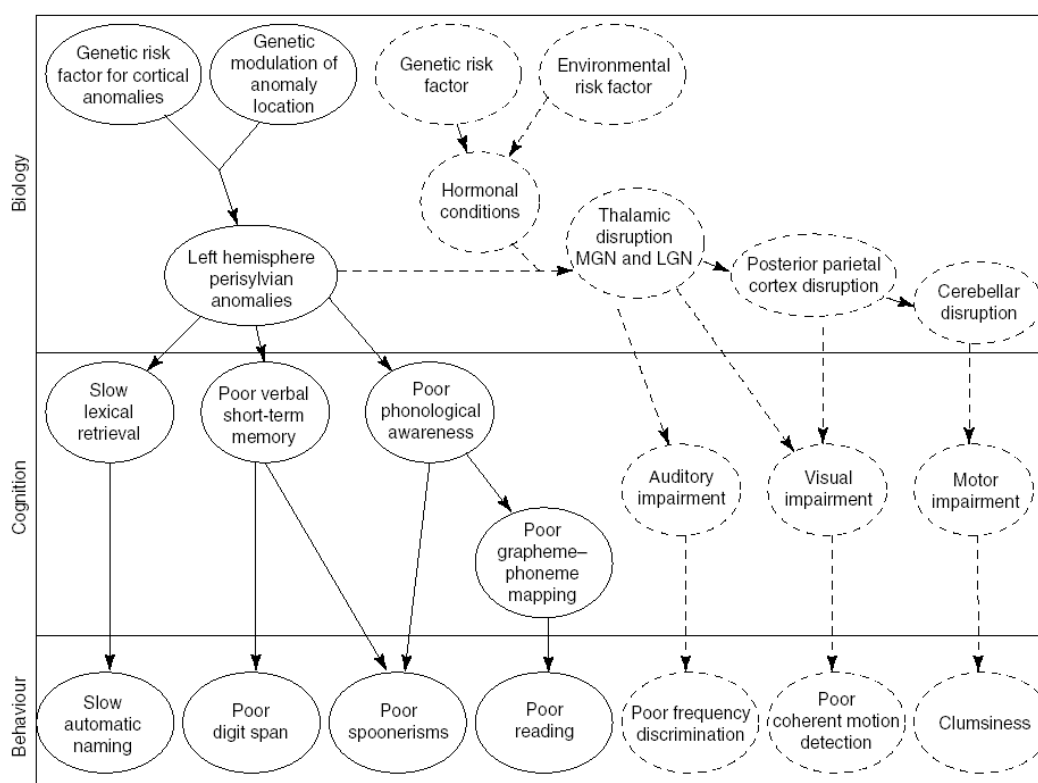 Biology
Genetic risk
factor for cortical
anomalies
Genetic
modulation of
anomaly
location
Genetic risk
factor
Environmental
risk factor
Hormonal
conditions
Thalamic
disruption
MGN and LGN
Left hemisphere
perisylvian
anomalies
Posterior parietal
cortex disruption
Cerebellar
disruption
Cognition
Slow
lexical
retrieval
Poor verbal
short-term
memory
Poor
phonological
awareness
Auditory
impairment
Visual
impairment
Motor
impairment
Poor
grapheme–
phoneme
mapping
Behaviour
Slow
automatic
naming
Poor
digit span
Poor
spoonerisms
Poor
reading
Poor frequency
discrimination
Poor
coherent motion
detection
Clumsiness